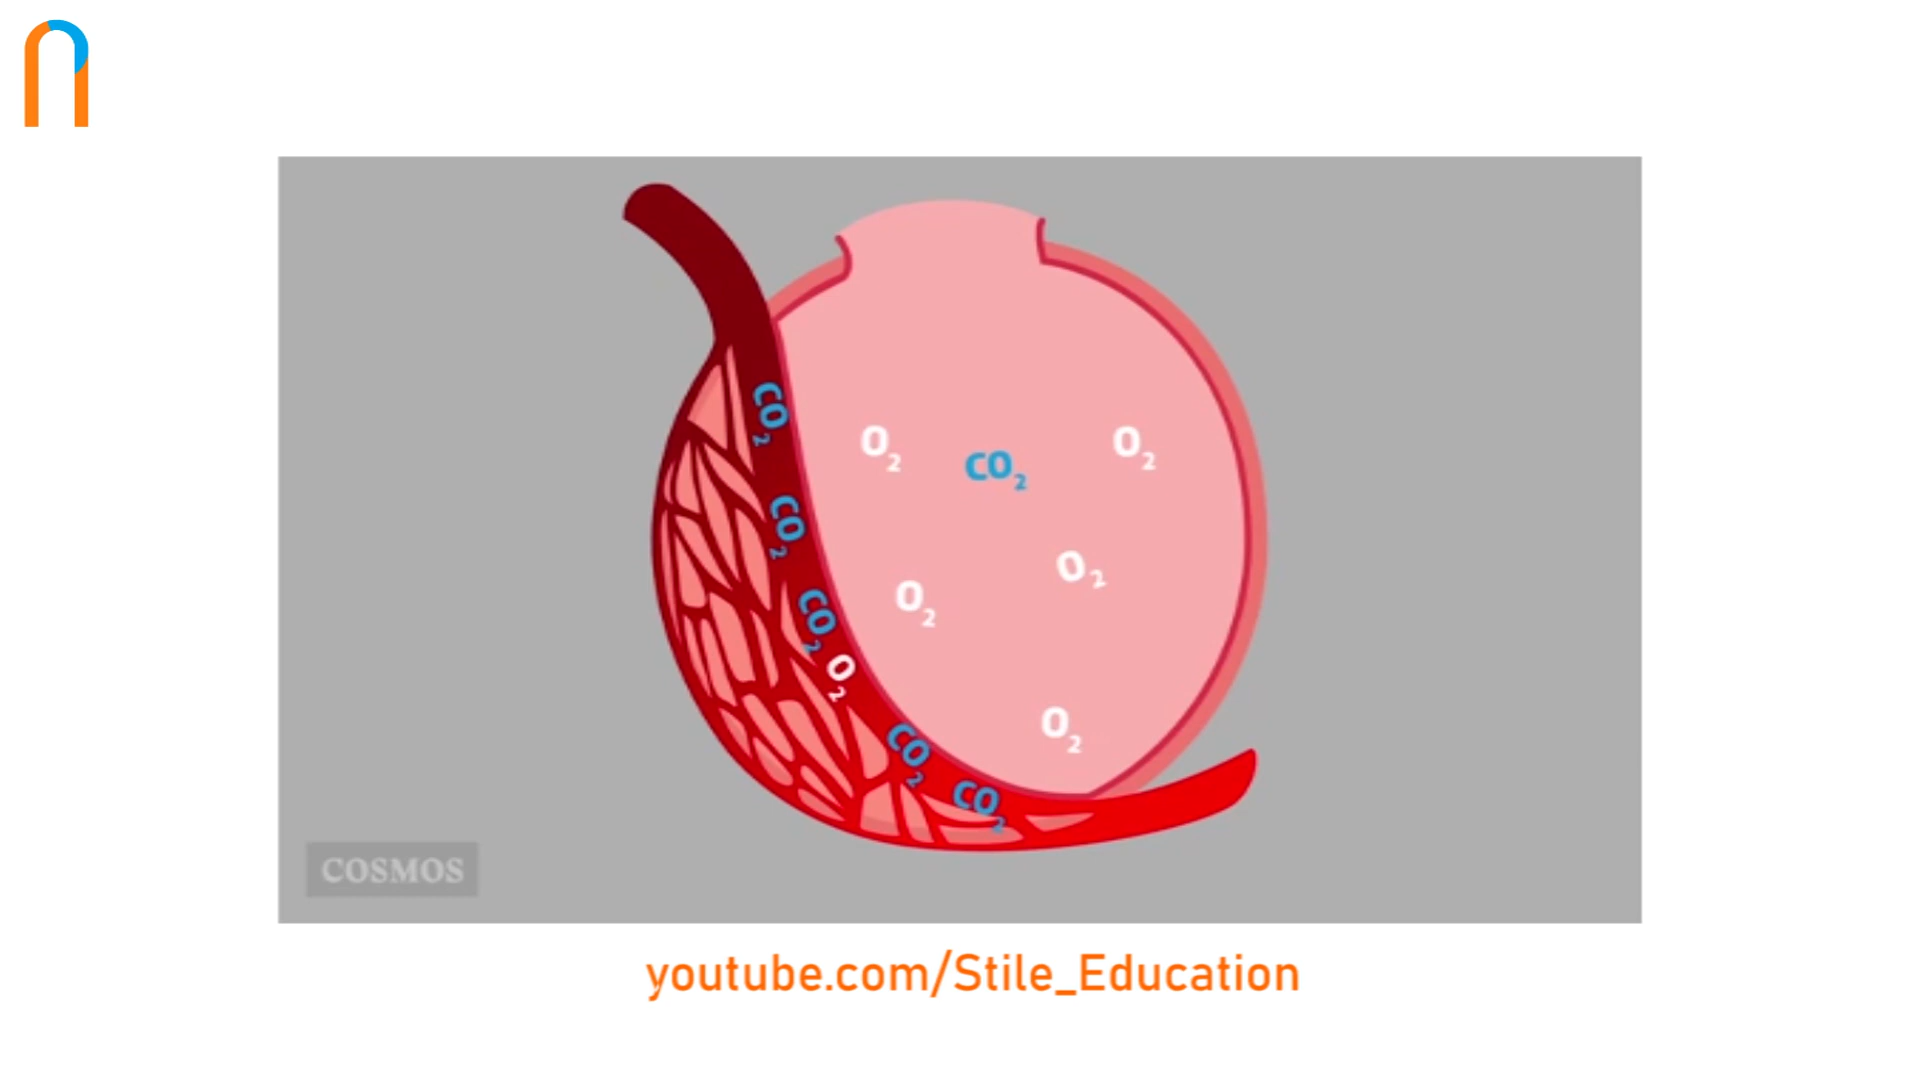 CO₂
O₂
CO₂
O₂
CO₂
O₂
O₂
CO₂
O₂
O₂
CO₂
CO₂
COSMOS
youtube.com/Stile_Education